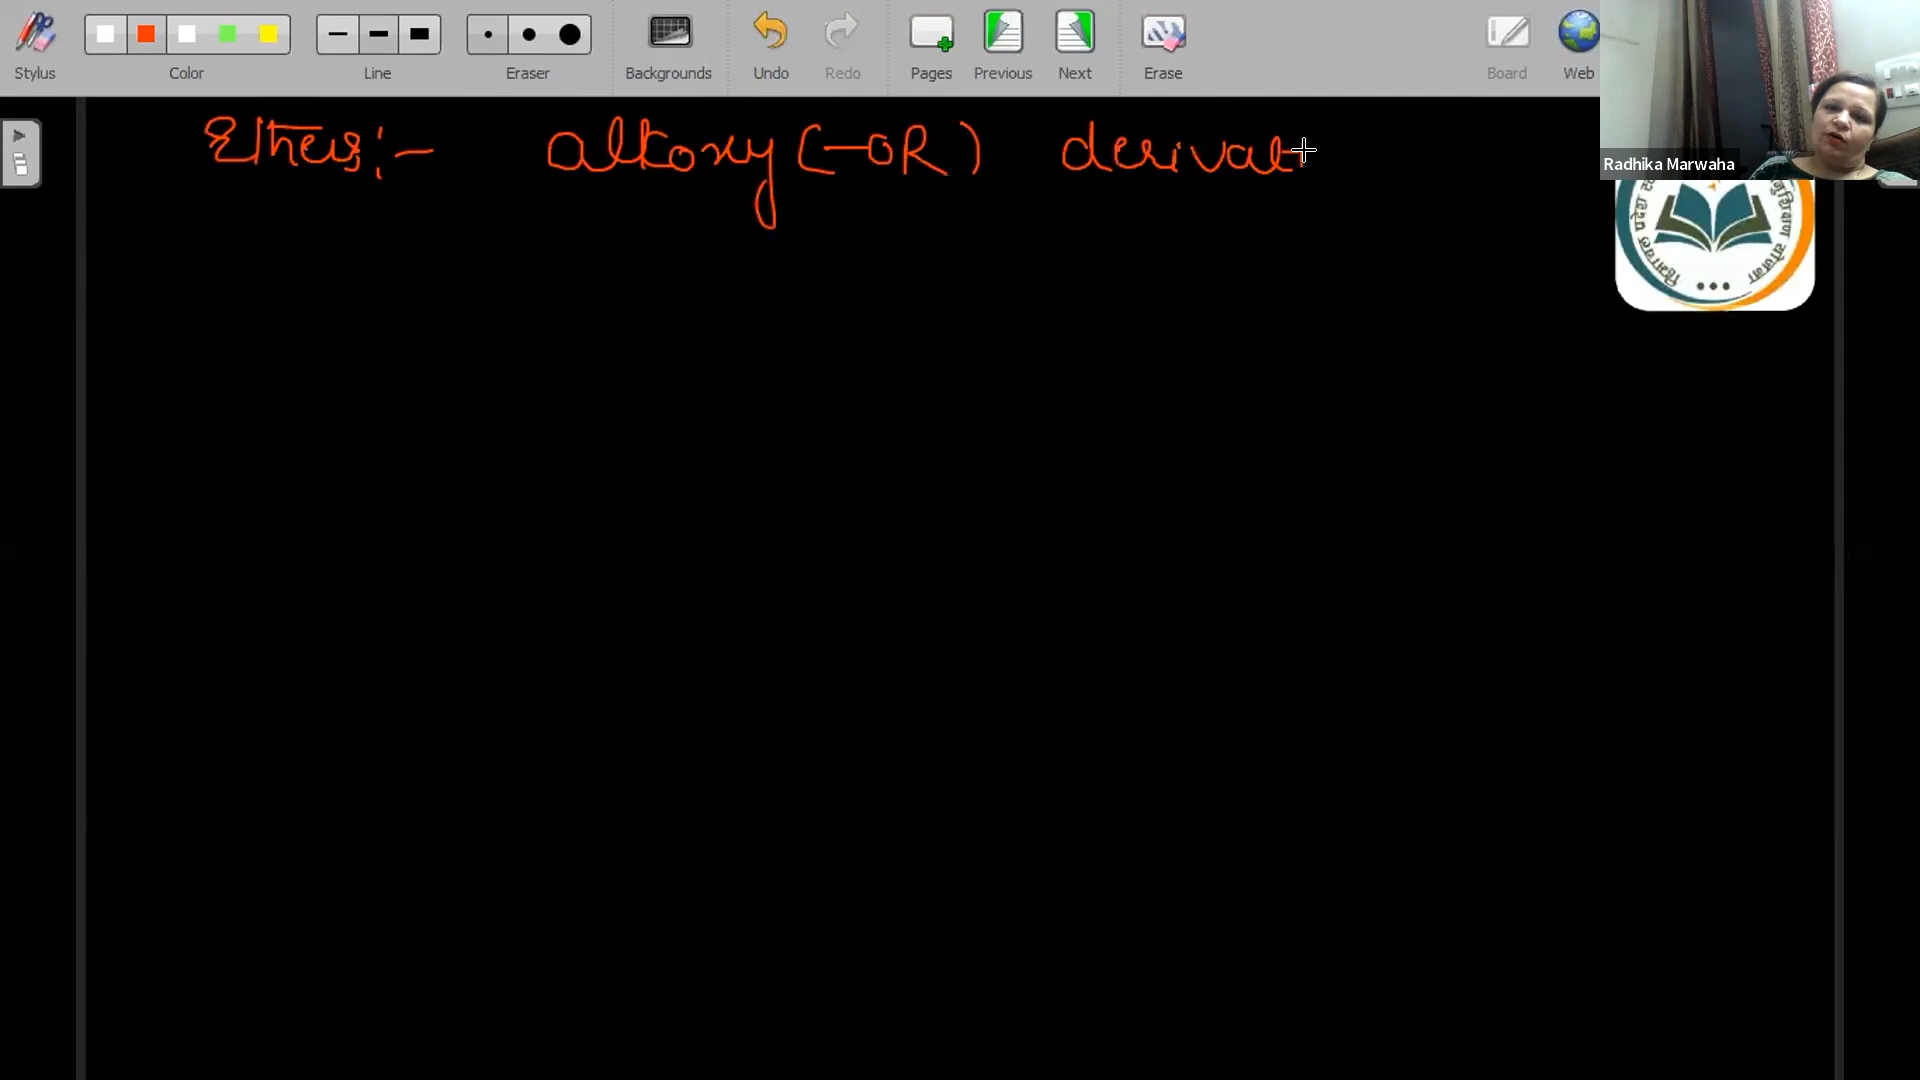 Stylus Color Line Eraser Backgrounds Undo Redo Pages Previous Next Erase Board Web
Radhika Marwaha
Ethers:- alkoxy (-OR) derivat